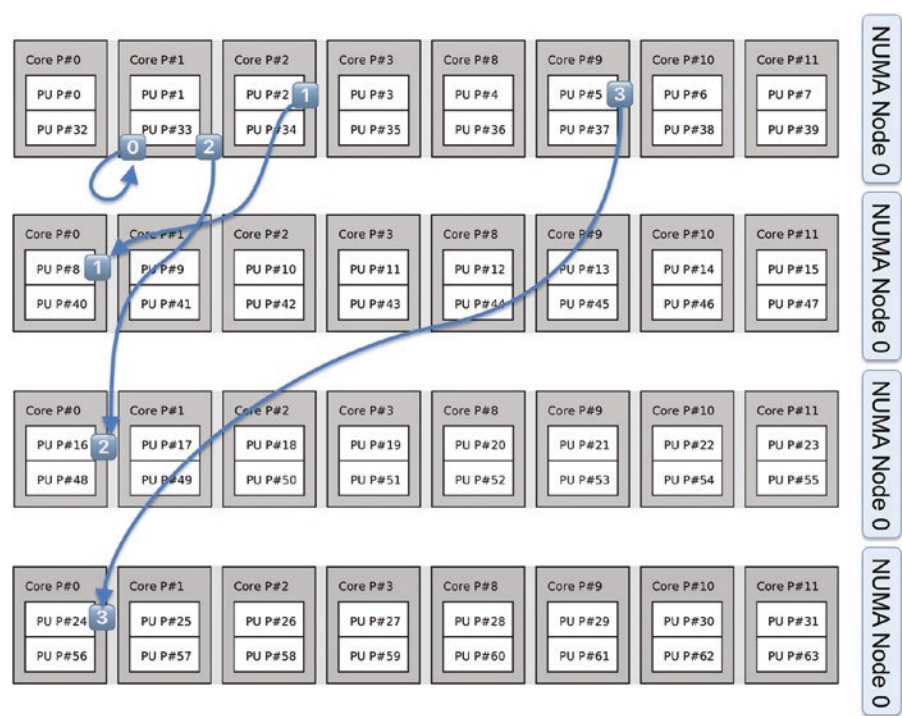 Core P#0 Core P#1 Core P#2 Core P#3 Core P#8 Core P#9 Core P#10 Core P#11
PU P#0 PU P#1 PU P#2 1 PU P#3 PU P#4 PU P#5 3 PU P#6 PU P#7
PU P#32 PU P#33 PU P#34 PU P#35 PU P#36 PU P#37 PU P#38 PU P#39
0 2
NUMA Node 0
Core P#0 Core P#1 Core P#2 Core P#3 Core P#8 Core P#9 Core P#10 Core P#11
PU P#8 1 PU P#9 PU P#10 PU P#11 PU P#12 PU P#13 PU P#14 PU P#15
PU P#40 PU P#41 PU P#42 PU P#43 PU P#44 PU P#45 PU P#46 PU P#47
NUMA Node 0
Core P#0 Core P#1 Core P#2 Core P#3 Core P#8 Core P#9 Core P#10 Core P#11
PU P#16 2 PU P#17 PU P#18 PU P#19 PU P#20 PU P#21 PU P#22 PU P#23
PU P#48 PU P#49 PU P#50 PU P#51 PU P#52 PU P#53 PU P#54 PU P#55
NUMA Node 0
Core P#0 Core P#1 Core P#2 Core P#3 Core P#8 Core P#9 Core P#10 Core P#11
PU P#24 3 PU P#25 PU P#26 PU P#27 PU P#28 PU P#29 PU P#30 PU P#31
PU P#56 PU P#57 PU P#58 PU P#59 PU P#60 PU P#61 PU P#62 PU P#63
NUMA Node 0